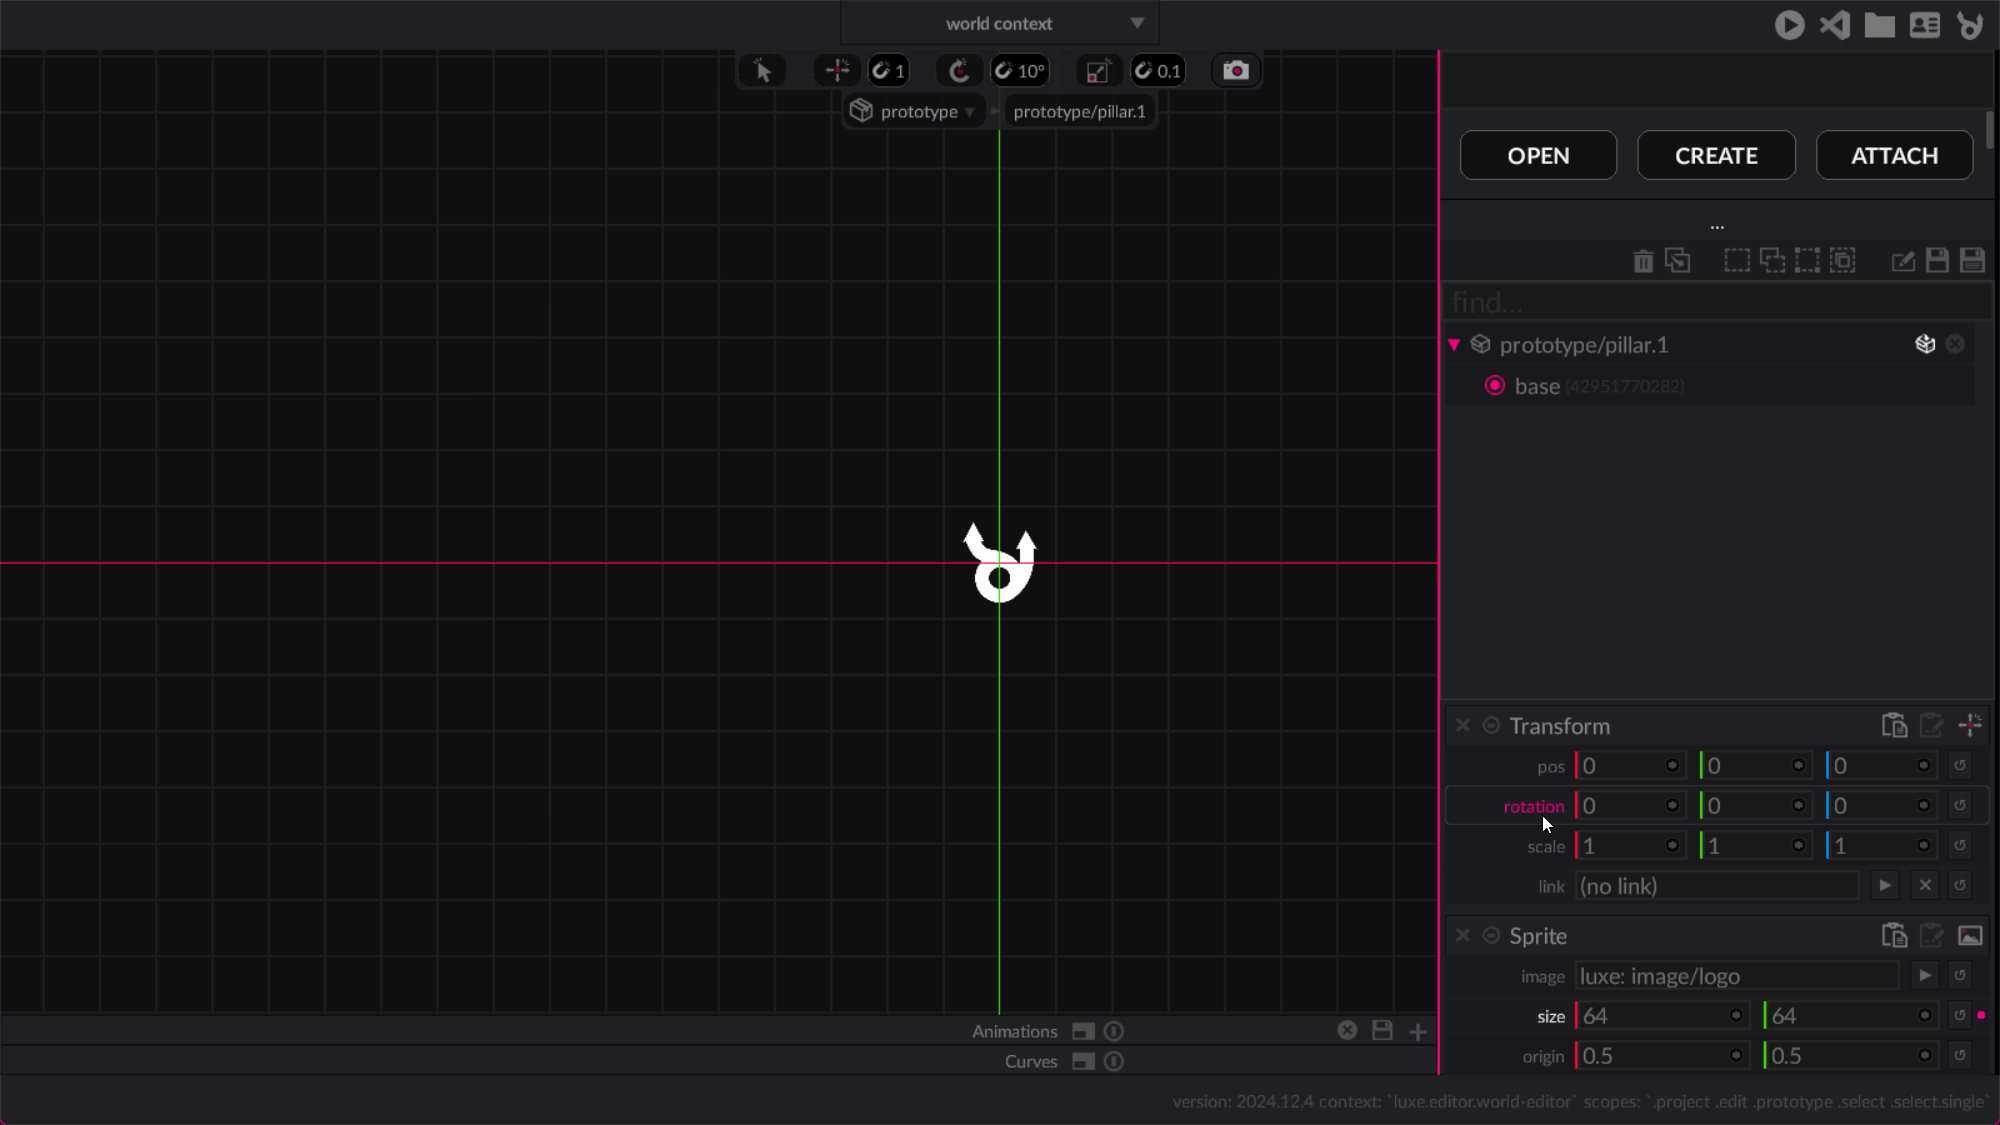 world context
1
10°
0.1
prototype
prototype/pillar.1
OPEN
CREATE
ATTACH
...
find...
prototype/pillar.1
base (42951770282)
Transform
pos 0 0 0
rotation 0 0 0
scale 1 1 1
link (no link)
Sprite
image luxe: image/logo
size 64 64
origin 0.5 0.5
Animations
Curves
version: 2024.12.4 context: `luxe.editor.world-editor` scopes: `.project .edit .prototype .select .select.single`